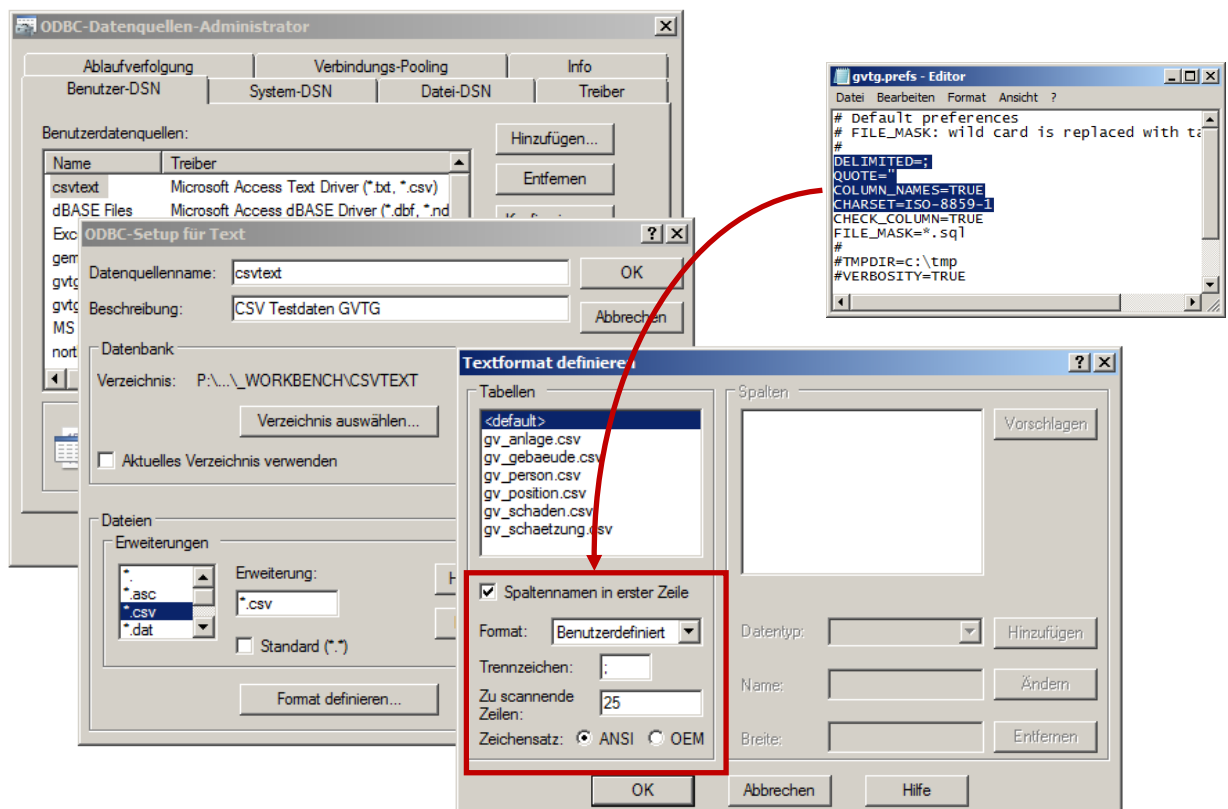 ODBC-Datenquellen-Administrator
Ablaufverfolgung Verbindungs-Pooling Info
Benutzer-DSN System-DSN Datei-DSN Treiber
Benutzerdatenquellen:
Name Treiber
csvtext Microsoft Access Text Driver (*.txt, *.csv)
dBASE Files Microsoft Access dBASE Driver (*.dbf, *.nd
Exc
gem
gvtg
gvtg
MS
nort
Hinzufügen...
Entfernen
ODBC-Setup für Text
Datenquellenname: csvtext
Beschreibung: CSV Testdaten GVTG
OK
Abbrechen
Datenbank
Verzeichnis: P:\...\_WORKBENCH\CSVTEXT
Verzeichnis auswählen...
Aktuelles Verzeichnis verwenden
Dateien
Erweiterungen
*.
*.asc
*.csv
*.dat
Erweiterung:
*.csv
Standard (*.*)
H
Format definieren...
gvtg.prefs - Editor
Datei Bearbeiten Format Ansicht ?
# Default preferences
# FILE_MASK: wild card is replaced with ta
#
DELIMITED=;
QUOTE="
COLUMN_NAMES=TRUE
CHARSET=ISO-8859-1
CHECK_COLUMN=TRUE
FILE_MASK=*.sql
#
#TMPDIR=c:\tmp
#VERBOSITY=TRUE
Textformat definieren
Tabellen
<default>
gv_anlage.csv
gv_gebaeude.csv
gv_person.csv
gv_position.csv
gv_schaden.csv
gv_schaetzung.csv
Spaltennamen in erster Zeile
Format: Benutzerdefiniert
Trennzeichen: ;
Zu scannende
Zeilen: 25
Zeichensatz: ANSI OEM
Spalten
Vorschlagen
Datentyp: Hinzufügen
Name: Ändern
Breite: Entfernen
OK Abbrechen Hilfe